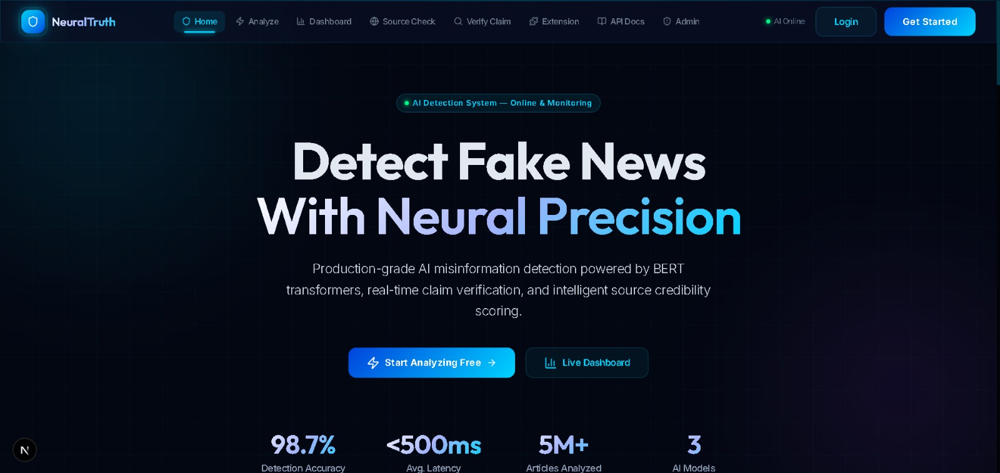 NeuralTruth
Home
Analyze
Dashboard
Source Check
Verify Claim
Extension
API Docs
Admin
AI Online
Login
Get Started
AI Detection System — Online & Monitoring
Detect Fake News
With Neural Precision
Production-grade AI misinformation detection powered by BERT
transformers, real-time claim verification, and intelligent source credibility
scoring.
Start Analyzing Free →
Live Dashboard
98.7%
Detection Accuracy
<500ms
Avg. Latency
5M+
Articles Analyzed
3
AI Models
N